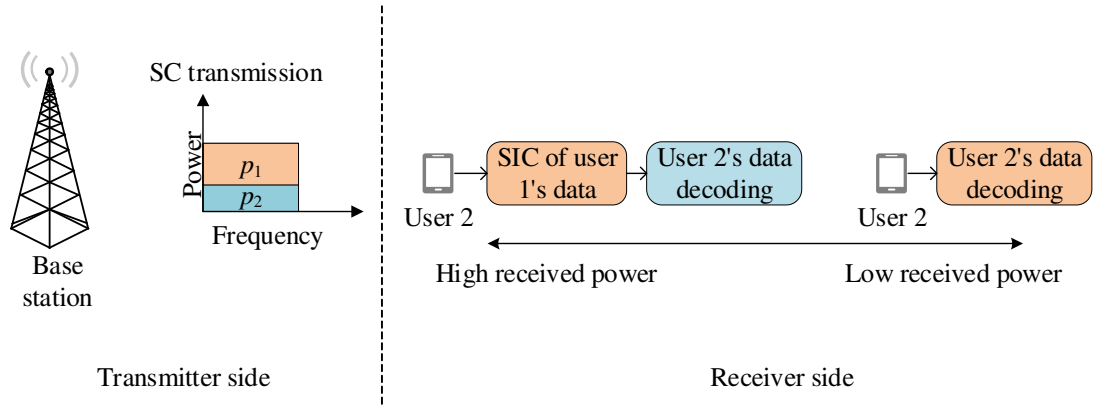 SC transmission
Power
p1
p2
Frequency
Base
station
Transmitter side
SIC of user
1's data
User 2's data
decoding
User 2
User 2's data
decoding
User 2
High received power
Low received power
Receiver side